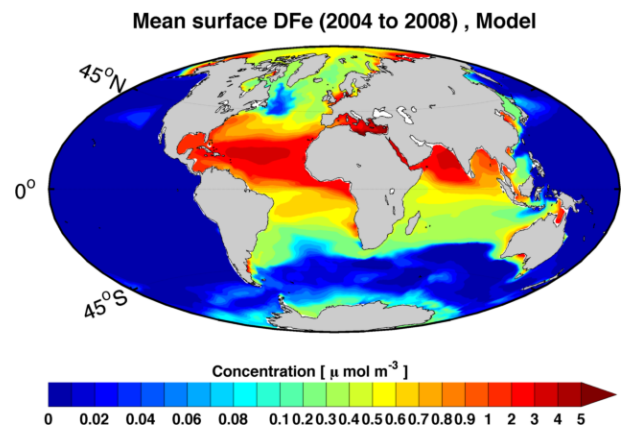 Mean surface DFe (2004 to 2008) , Model
45°N
0°
45°S
Concentration [ μ mol m⁻³ ]
0 0.02 0.04 0.06 0.08 0.1 0.2 0.3 0.4 0.5 0.6 0.7 0.8 0.9 1 2 3 4 5